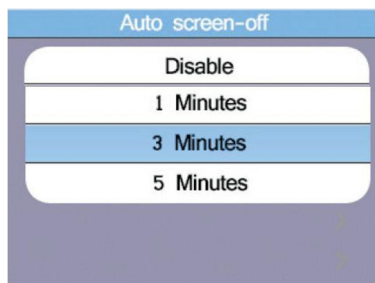 Auto screen-off
Disable
1 Minutes
3 Minutes
5 Minutes